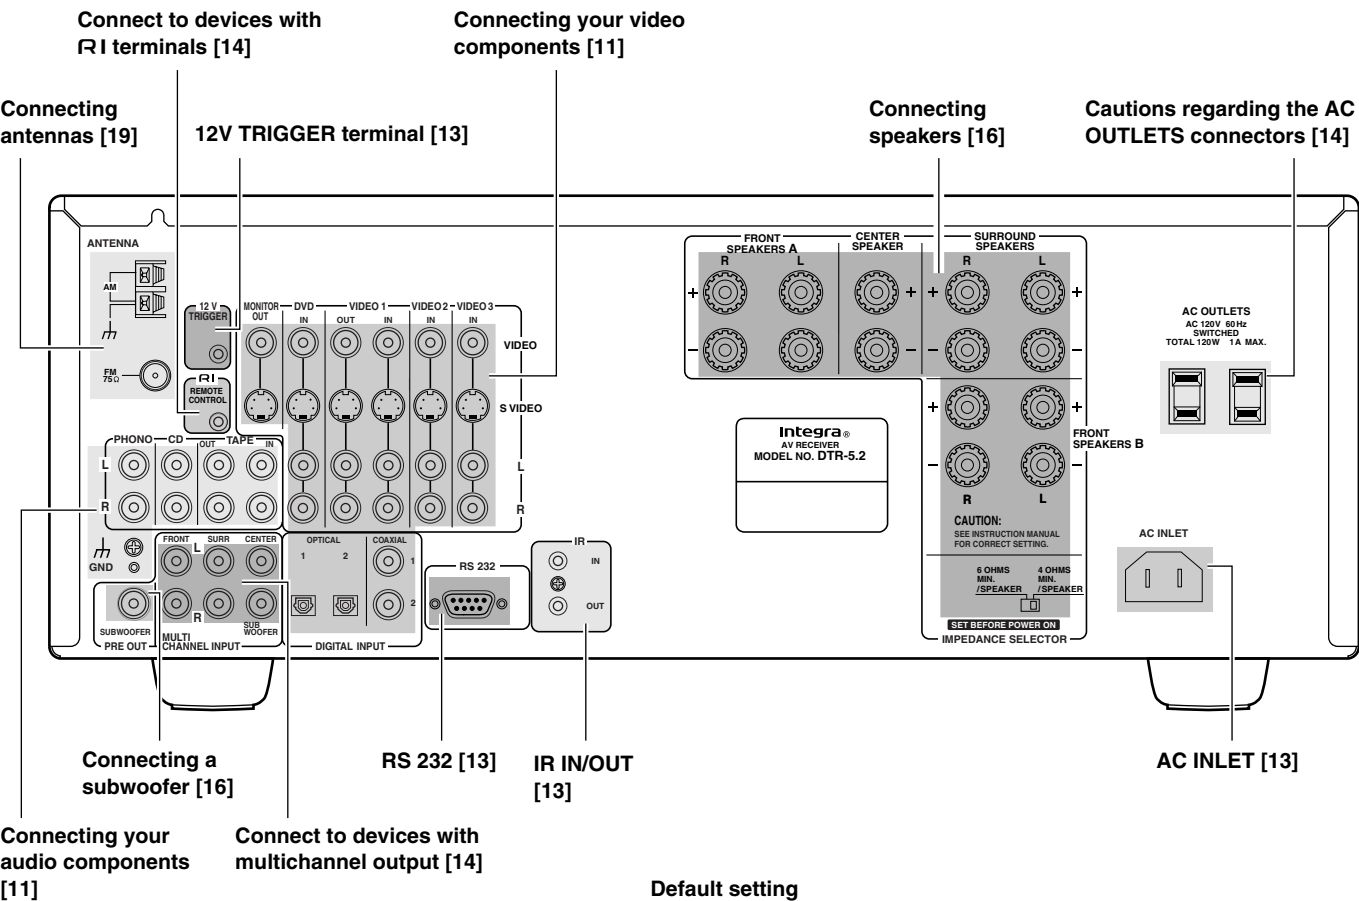 Connect to devices with
RI terminals [14]
Connecting your video
components [11]
Connecting
antennas [19]
12V TRIGGER terminal [13]
Connecting
speakers [16]
Cautions regarding the AC
OUTLETS connectors [14]
ANTENNA
AM
FM
75Ω
12 V
TRIGGER
RI
REMOTE
CONTROL
MONITOR
OUT
DVD
IN
VIDEO 1
OUT
IN
VIDEO 2
IN
VIDEO 3
IN
VIDEO
S VIDEO
L
R
FRONT
SPEAKERS A
R
L
CENTER
SPEAKER
SURROUND
SPEAKERS
R
L
+
+
+
+
−
−
−
−
+
+
−
−
FRONT
SPEAKERS B
R
L
CAUTION:
SEE INSTRUCTION MANUAL
FOR CORRECT SETTING.
6 OHMS
MIN.
/SPEAKER
4 OHMS
MIN.
/SPEAKER
SET BEFORE POWER ON
IMPEDANCE SELECTOR
AC OUTLETS
AC 120V 60Hz
SWITCHED
TOTAL 120W 1A MAX.
Integra ®
AV RECEIVER
MODEL NO. DTR-5.2
AC INLET
PHONO
CD
OUT
TAPE
IN
L
R
GND
FRONT
SURR
CENTER
L
R
SUB
WOOFER
SUBWOOFER
PRE OUT
MULTI
CHANNEL INPUT
OPTICAL
1
2
COAXIAL
1
2
DIGITAL INPUT
RS 232
IR
IN
OUT
Connecting a
subwoofer [16]
RS 232 [13]
IR IN/OUT
[13]
AC INLET [13]
Connecting your
audio components
[11]
Connect to devices with
multichannel output [14]
Default setting